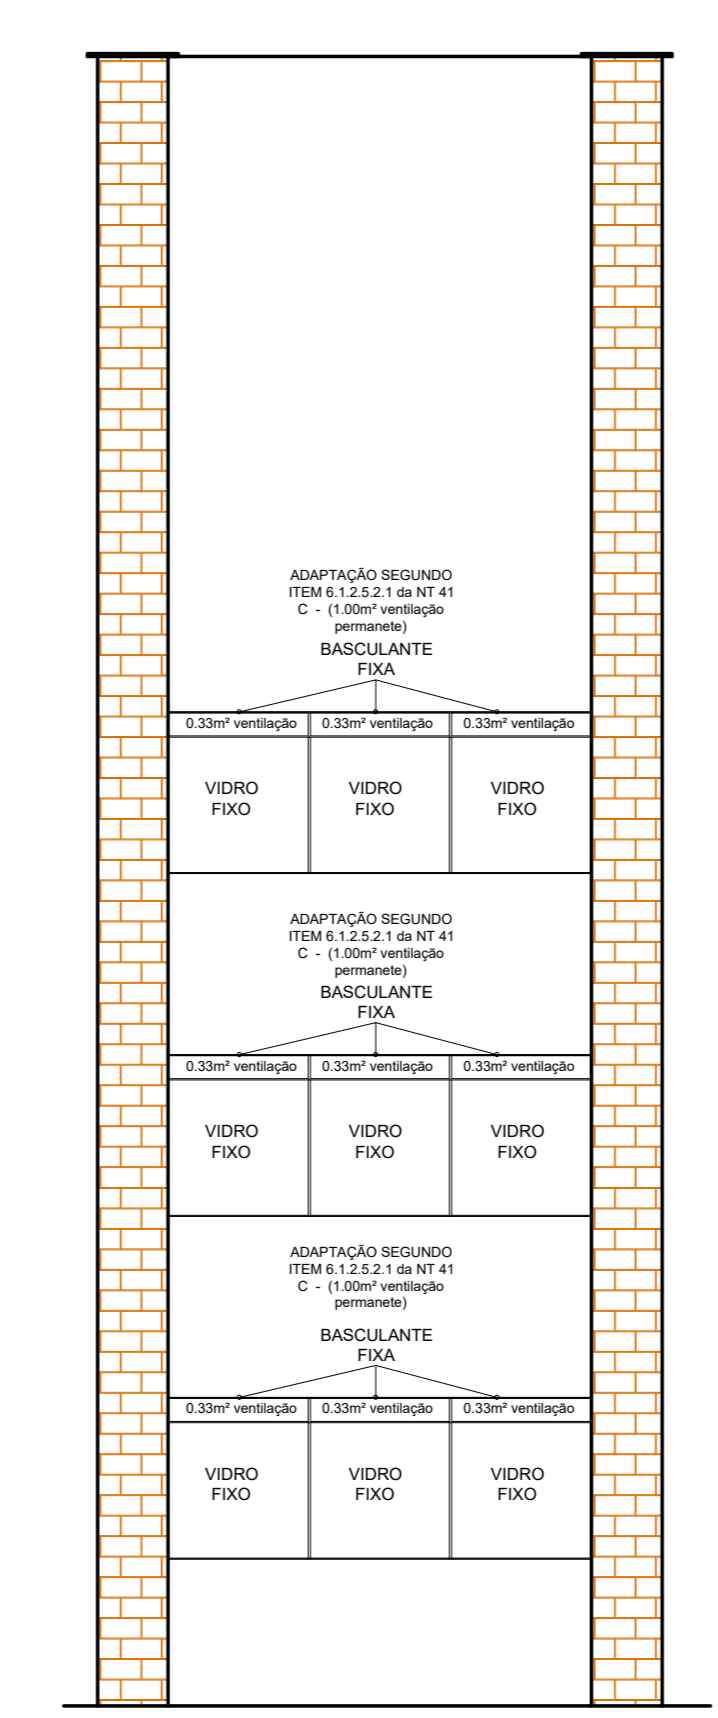 ADAPTAÇÃO SEGUNDO
ITEM 6.1.2.5.2.1 da NT 41
C - (1.00m² ventilação
permanete)
BASCULANTE
FIXA
0.33m² ventilação 0.33m² ventilação 0.33m² ventilação
VIDRO VIDRO VIDRO
FIXO FIXO FIXO
ADAPTAÇÃO SEGUNDO
ITEM 6.1.2.5.2.1 da NT 41
C - (1.00m² ventilação
permanete)
BASCULANTE
FIXA
0.33m² ventilação 0.33m² ventilação 0.33m² ventilação
VIDRO VIDRO VIDRO
FIXO FIXO FIXO
ADAPTAÇÃO SEGUNDO
ITEM 6.1.2.5.2.1 da NT 41
C - (1.00m² ventilação
permanete)
BASCULANTE
FIXA
0.33m² ventilação 0.33m² ventilação 0.33m² ventilação
VIDRO VIDRO VIDRO
FIXO FIXO FIXO